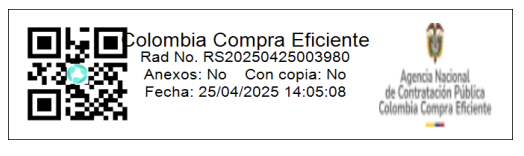 Colombia Compra Eficiente
Rad No. RS20250425003980
Anexos: No Con copia: No
Fecha: 25/04/2025 14:05:08
Agencia Nacional
de Contratación Pública
Colombia Compra Eficiente